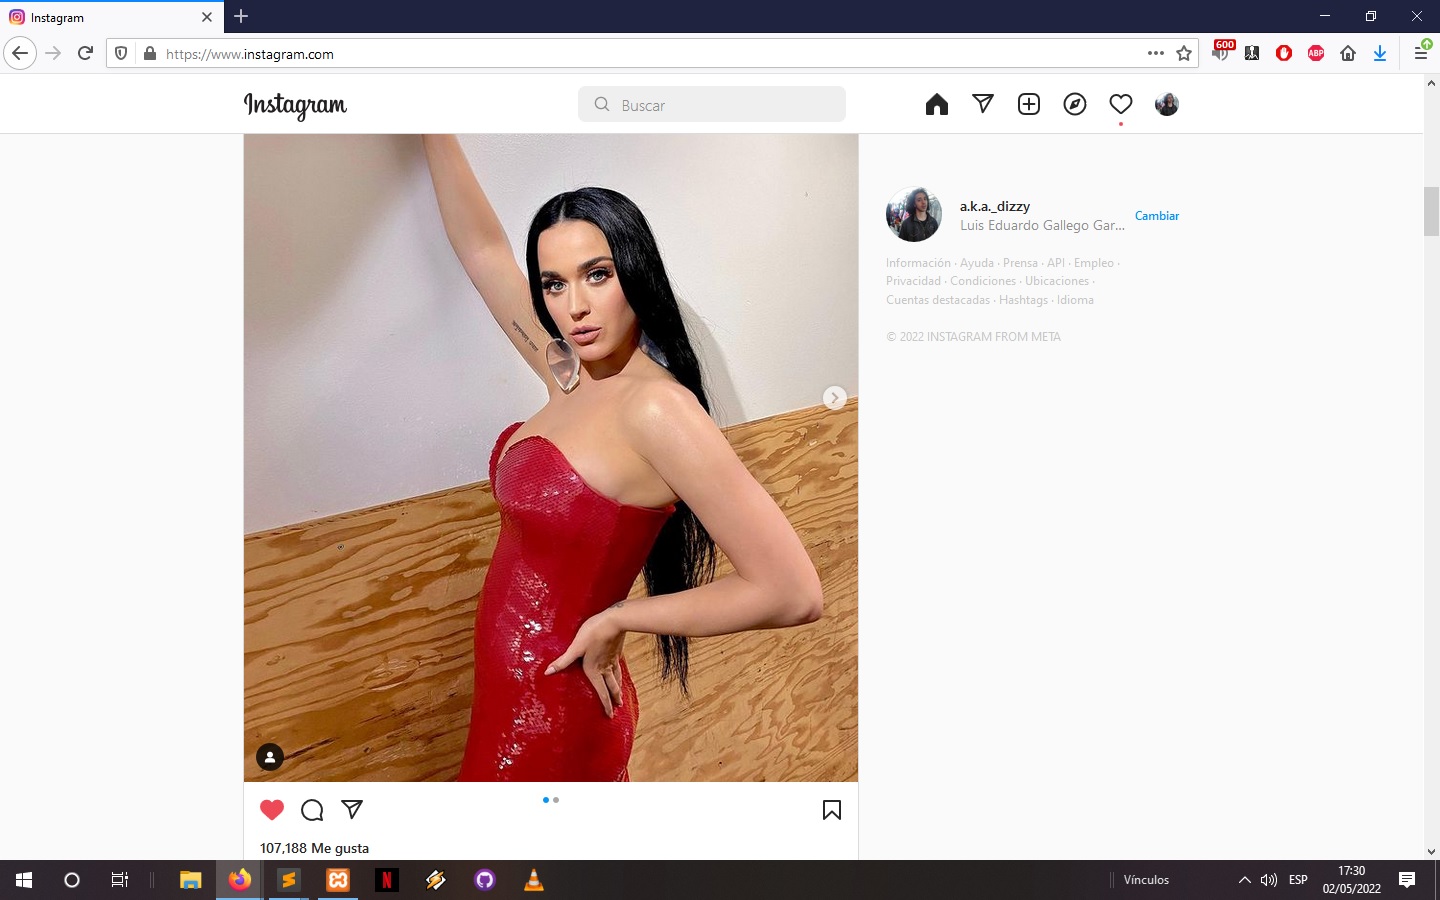 Instagram
600
https://www.instagram.com
ABP
Instagram
Buscar
a.k.a._dizzy
Luis Eduardo Gallego Gar...
Cambiar
Información · Ayuda · Prensa · API · Empleo ·
Privacidad · Condiciones · Ubicaciones ·
Cuentas destacadas · Hashtags · Idioma
© 2022 INSTAGRAM FROM META
107,188 Me gusta
Vínculos
ESP
17:30
02/05/2022